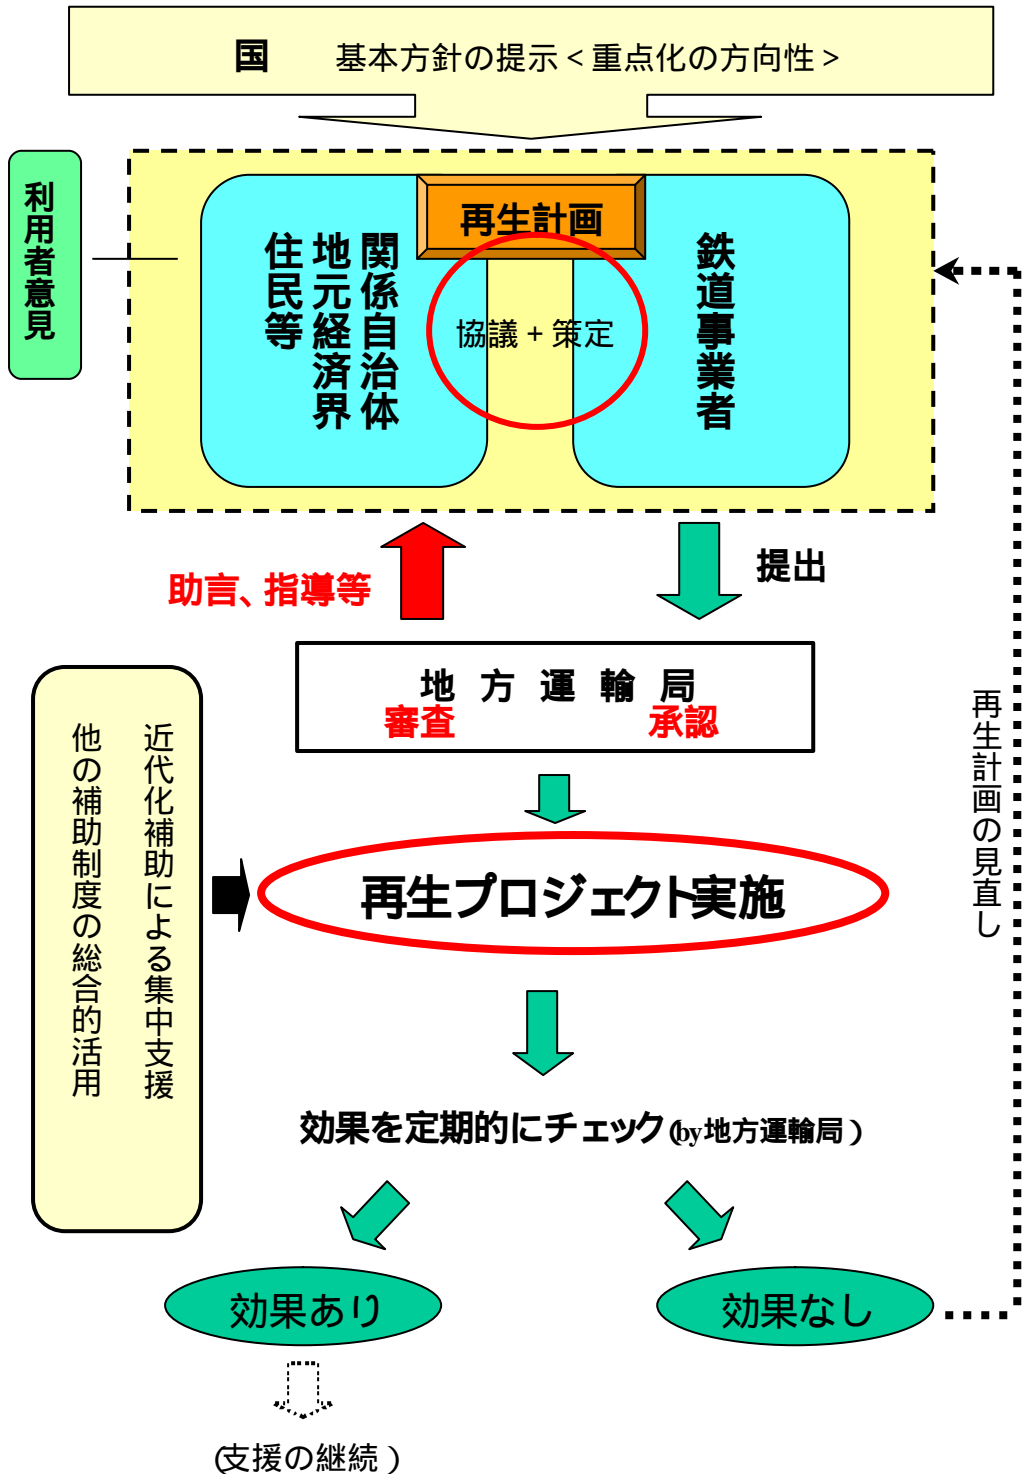 国 基本方針の提示＜重点化の方向性＞
利用者意見
再生計画
関係自治体
地元経済界
住民等
協議＋策定
鉄道事業者
助言、指導等
提出
地方運輸局
審査 承認
近代化補助による集中支援
他の補助制度の総合的活用
再生プロジェクト実施
再生計画の見直し
効果を定期的にチェック(by地方運輸局）
効果あり
効果なし
(支援の継続）